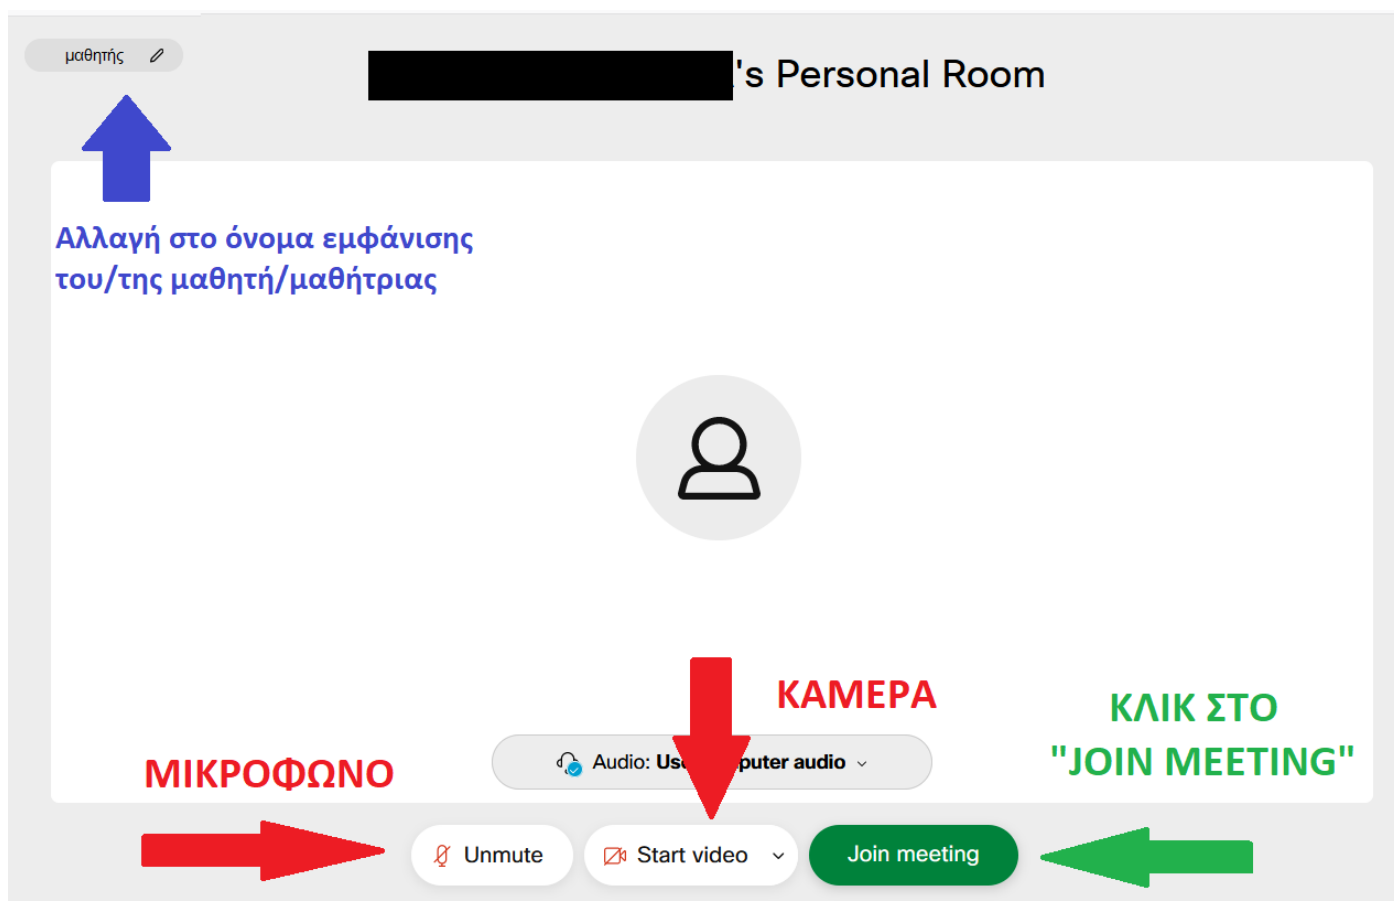 μαθητής
's Personal Room
Αλλαγή στο όνομα εμφάνισης
του/της μαθητή/μαθήτριας
ΚΑΜΕΡΑ
ΚΛΙΚ ΣΤΟ
"JOIN MEETING"
Audio: Use puter audio
ΜΙΚΡΟΦΩΝΟ
Unmute
Start video
Join meeting